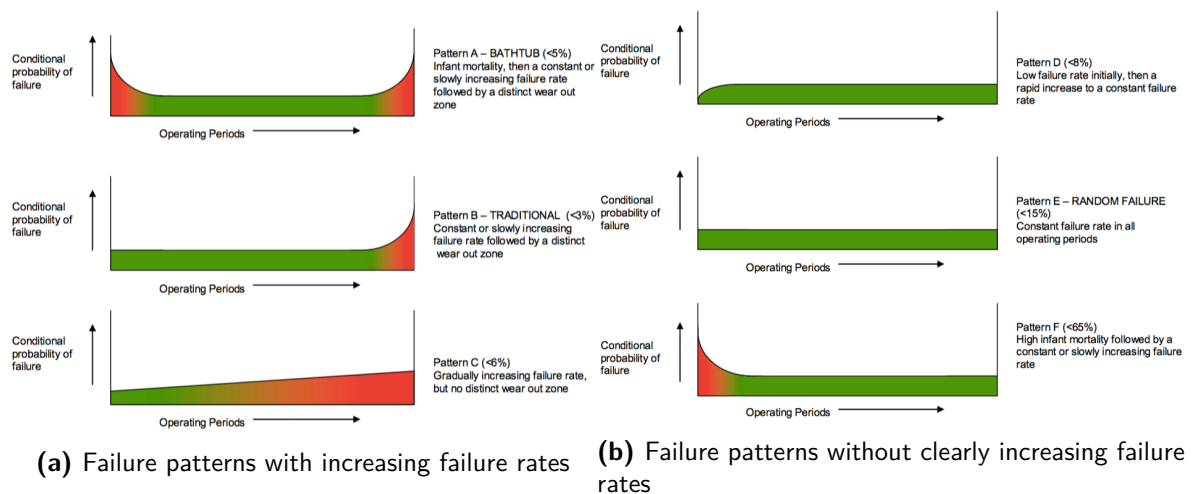 Conditional
probability of
failure
Pattern A – BATHTUB (<5%)
Infant mortality, then a constant or
slowly increasing failure rate
followed by a distinct wear out
zone
Operating Periods
Conditional
probability of
failure
Pattern B – TRADITIONAL (<3%)
Constant or slowly increasing
failure rate followed by a distinct
wear out zone
Operating Periods
Conditional
probability of
failure
Pattern C (<6%)
Gradually increasing failure rate,
but no distinct wear out zone
Operating Periods
(a) Failure patterns with increasing failure rates
Conditional
probability of
failure
Pattern D (<8%)
Low failure rate initially, then a
rapid increase to a constant failure
rate
Operating Periods
Conditional
probability of
failure
Pattern E – RANDOM FAILURE
(<15%)
Constant failure rate in all
operating periods
Operating Periods
Conditional
probability of
failure
Pattern F (<65%)
High infant mortality followed by a
constant or slowly increasing failure
rate
Operating Periods
(b) Failure patterns without clearly increasing failure
rates